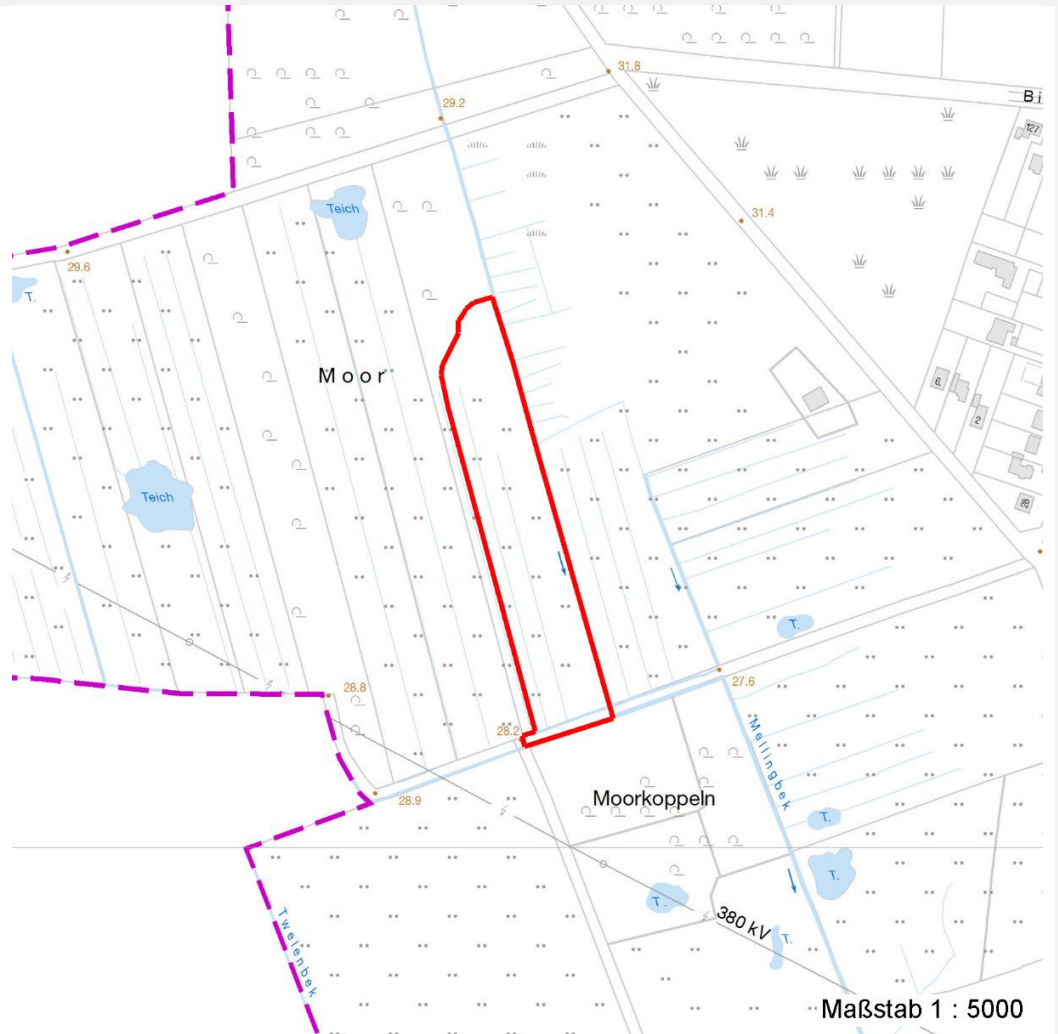 31.8
29.2
Bi
127
Teich
31.4
29.6
T.
Moor
6
2
Teich
28
T.
28.8
27.6
28.2
Mellingbek
28.9
Moorkoppeln
T.
T.
T.
380 kV
T.
Twelenbek
Maßstab 1 : 5000